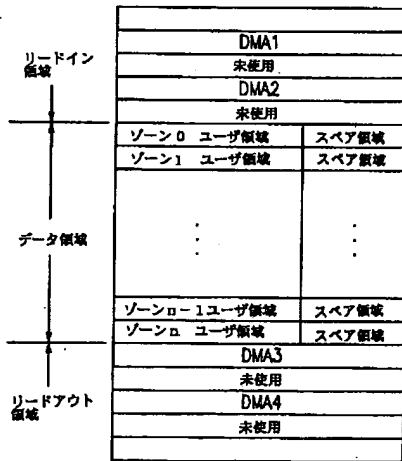 DMA1
リードイン
領域
未使用
DMA2
未使用
ゾーン0 ユーザ領域 スペア領域
ゾーン1 ユーザ領域 スペア領域
データ領域
ゾーンn-1ユーザ領域 スペア領域
ゾーンn ユーザ領域 スペア領域
DMA3
未使用
リードアウト
領域
DMA4
未使用